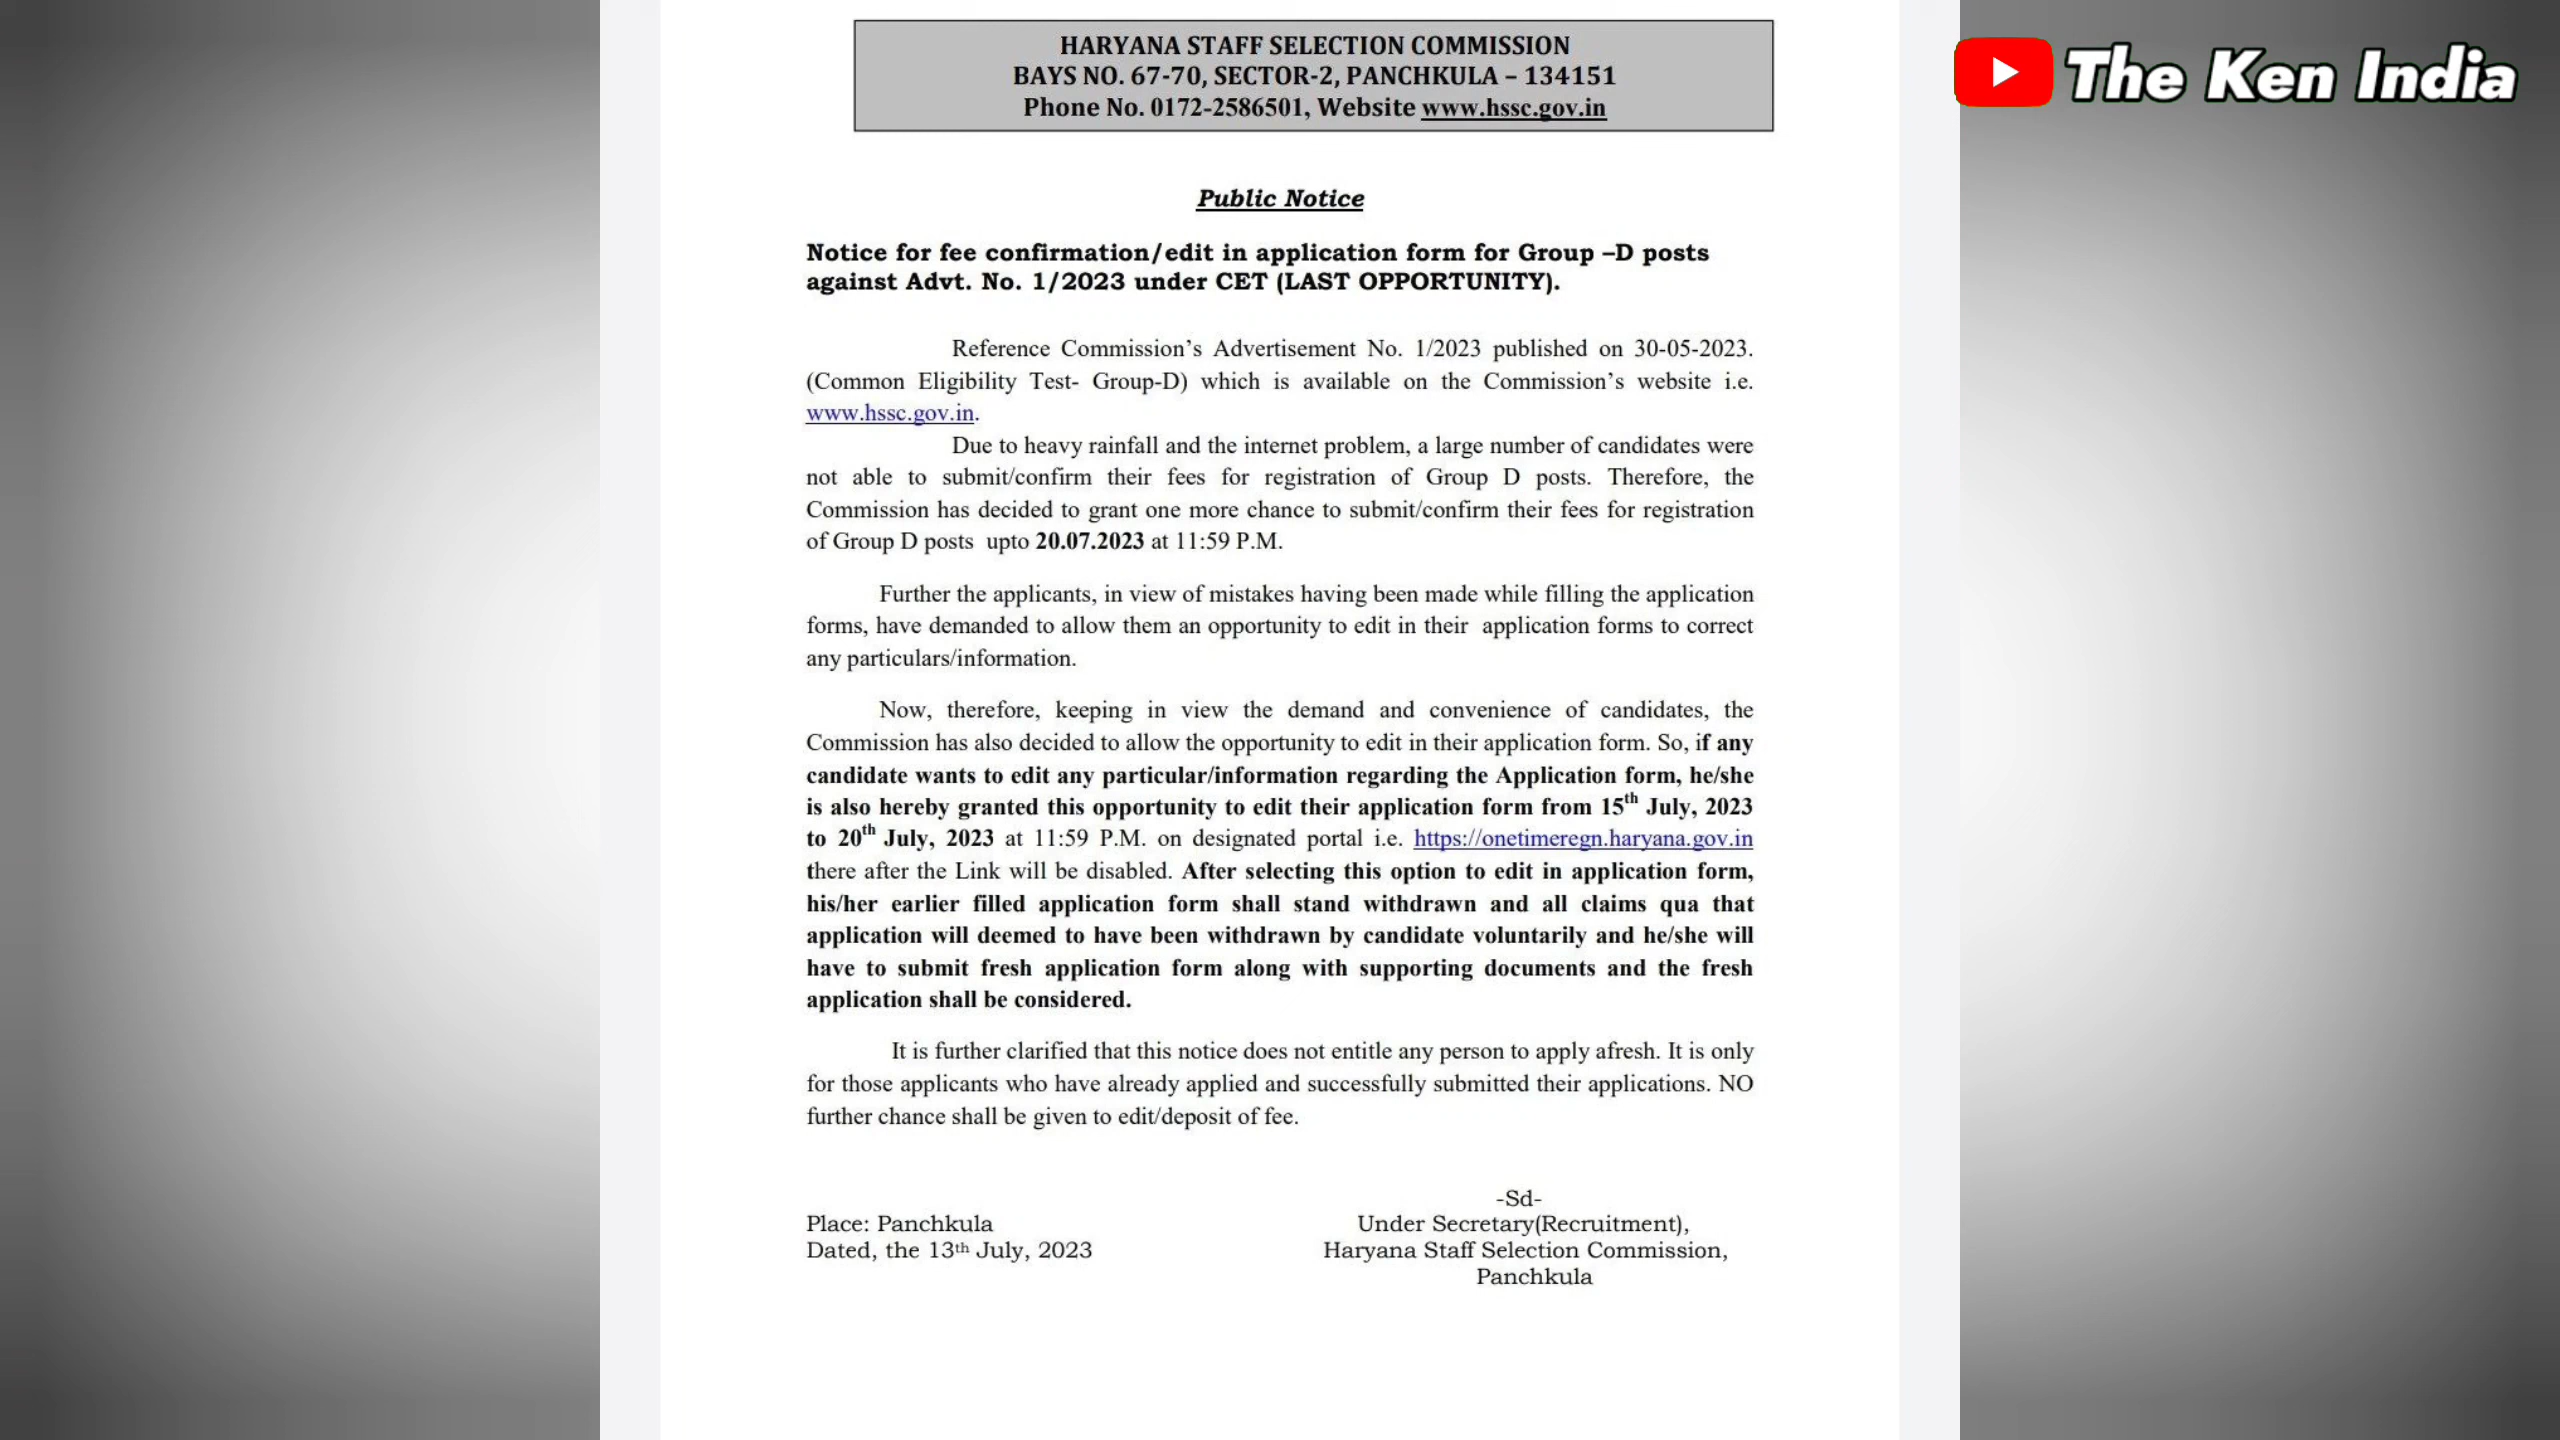 HARYANA STAFF SELECTION COMMISSION
BAYS NO. 67-70, SECTOR-2, PANCHKULA – 134151
Phone No. 0172-2586501, Website www.hssc.gov.in
The Ken India
Public Notice
Notice for fee confirmation/edit in application form for Group –D posts
against Advt. No. 1/2023 under CET (LAST OPPORTUNITY).
Reference Commission’s Advertisement No. 1/2023 published on 30-05-2023.
(Common Eligibility Test- Group-D) which is available on the Commission’s website i.e.
www.hssc.gov.in.
Due to heavy rainfall and the internet problem, a large number of candidates were
not able to submit/confirm their fees for registration of Group D posts. Therefore, the
Commission has decided to grant one more chance to submit/confirm their fees for registration
of Group D posts upto 20.07.2023 at 11:59 P.M.
Further the applicants, in view of mistakes having been made while filling the application
forms, have demanded to allow them an opportunity to edit in their application forms to correct
any particulars/information.
Now, therefore, keeping in view the demand and convenience of candidates, the
Commission has also decided to allow the opportunity to edit in their application form. So, if any
candidate wants to edit any particular/information regarding the Application form, he/she
is also hereby granted this opportunity to edit their application form from 15th July, 2023
to 20th July, 2023 at 11:59 P.M. on designated portal i.e. https://onetimeregn.haryana.gov.in
there after the Link will be disabled. After selecting this option to edit in application form,
his/her earlier filled application form shall stand withdrawn and all claims qua that
application will deemed to have been withdrawn by candidate voluntarily and he/she will
have to submit fresh application form along with supporting documents and the fresh
application shall be considered.
It is further clarified that this notice does not entitle any person to apply afresh. It is only
for those applicants who have already applied and successfully submitted their applications. NO
further chance shall be given to edit/deposit of fee.
-Sd-
Place: Panchkula Under Secretary(Recruitment),
Dated, the 13th July, 2023 Haryana Staff Selection Commission,
Panchkula